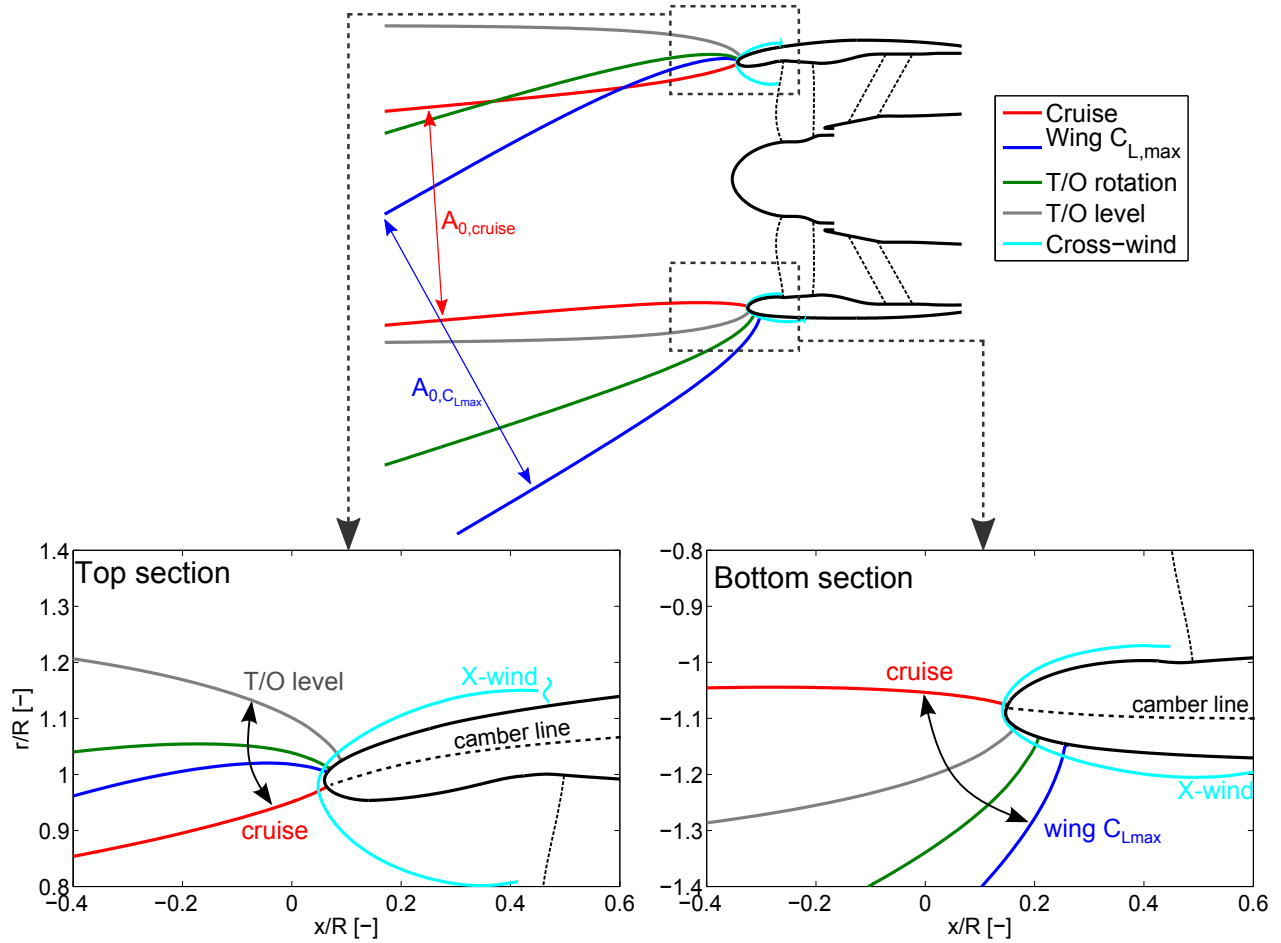 Cruise
Wing C_L,max
T/O rotation
T/O level
Cross−wind
A_0,cruise
A_0,C_Lmax
Top section
1.4
1.3
1.2
1.1
1
0.9
0.8
r/R [−]
−0.4
−0.2
0
0.2
0.4
0.6
x/R [−]
T/O level
X-wind
camber line
cruise
Bottom section
−0.8
−0.9
−1
−1.1
−1.2
−1.3
−1.4
−0.4
−0.2
0
0.2
0.4
0.6
x/R [−]
cruise
camber line
X-wind
wing C_Lmax